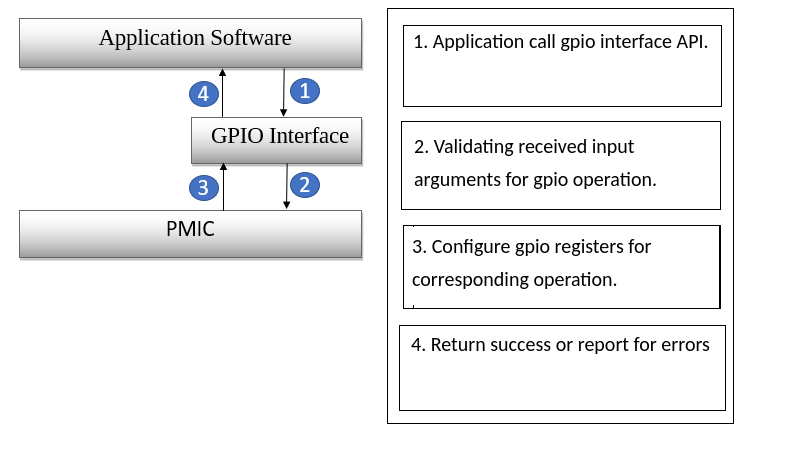 Application Software
4
1
GPIO Interface
3
2
PMIC
1. Application call gpio interface API.
2. Validating received input
arguments for gpio operation.
3. Configure gpio registers for
corresponding operation.
4. Return success or report for errors